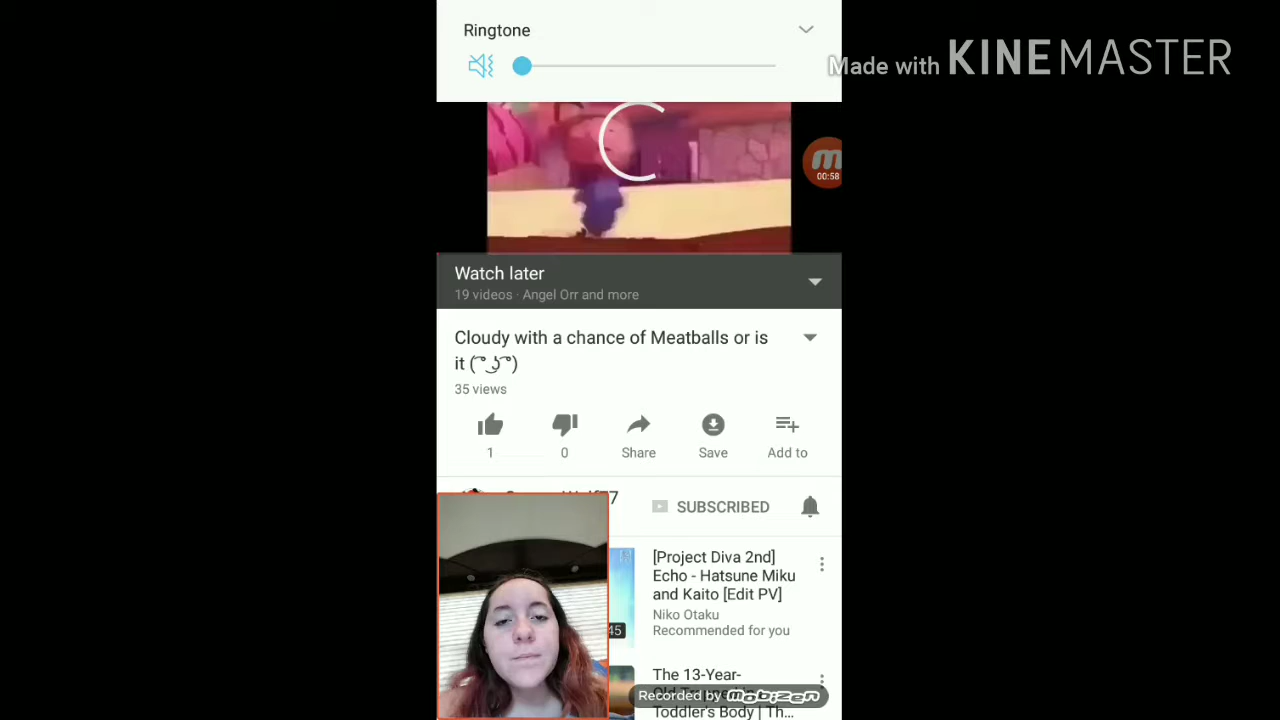 Ringtone
Made with KINEMASTER
00:58
Watch later
19 videos · Angel Orr and more
Cloudy with a chance of Meatballs or is
it ( ͡° ͜ʖ ͡°)
35 views
1
0
Share
Save
Add to
SUBSCRIBED
[Project Diva 2nd]
Echo - Hatsune Miku
and Kaito [Edit PV]
Niko Otaku
45
Recommended for you
The 13-Year-
Recorded by mobizen
Toddler's Body | Th...